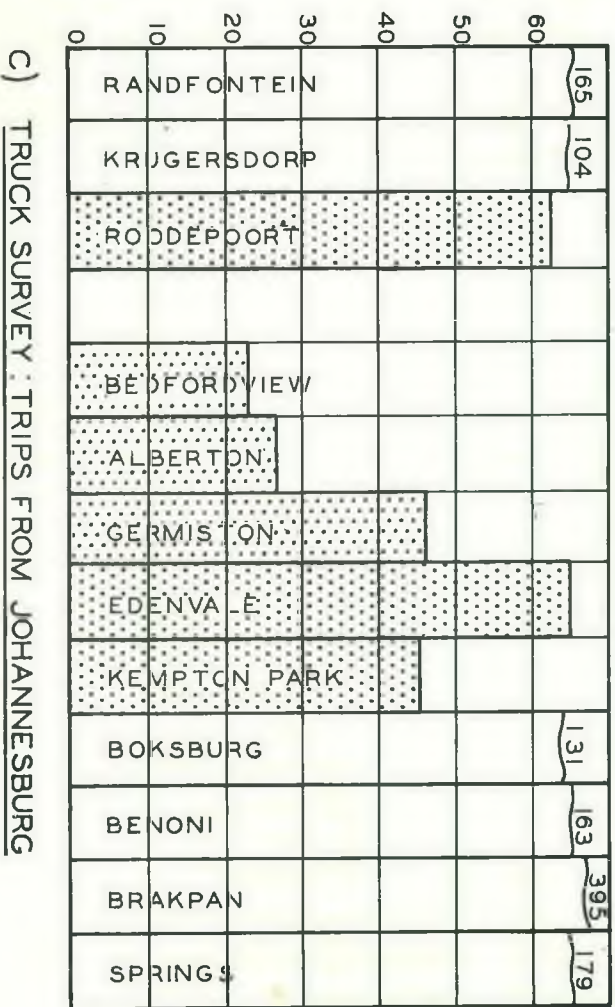 0 10 20 30 40 50 60
RANDFONTEIN 165
KRUGERSDORP 104
ROODEPOORT
BEDFORDVIEW
ALBERTON
GERMISTON
EDENVALE
KEMPTON PARK
BOKSBURG 131
BENONI 163
BRAKPAN 395
SPRINGS 179
C) TRUCK SURVEY : TRIPS FROM JOHANNESBURG